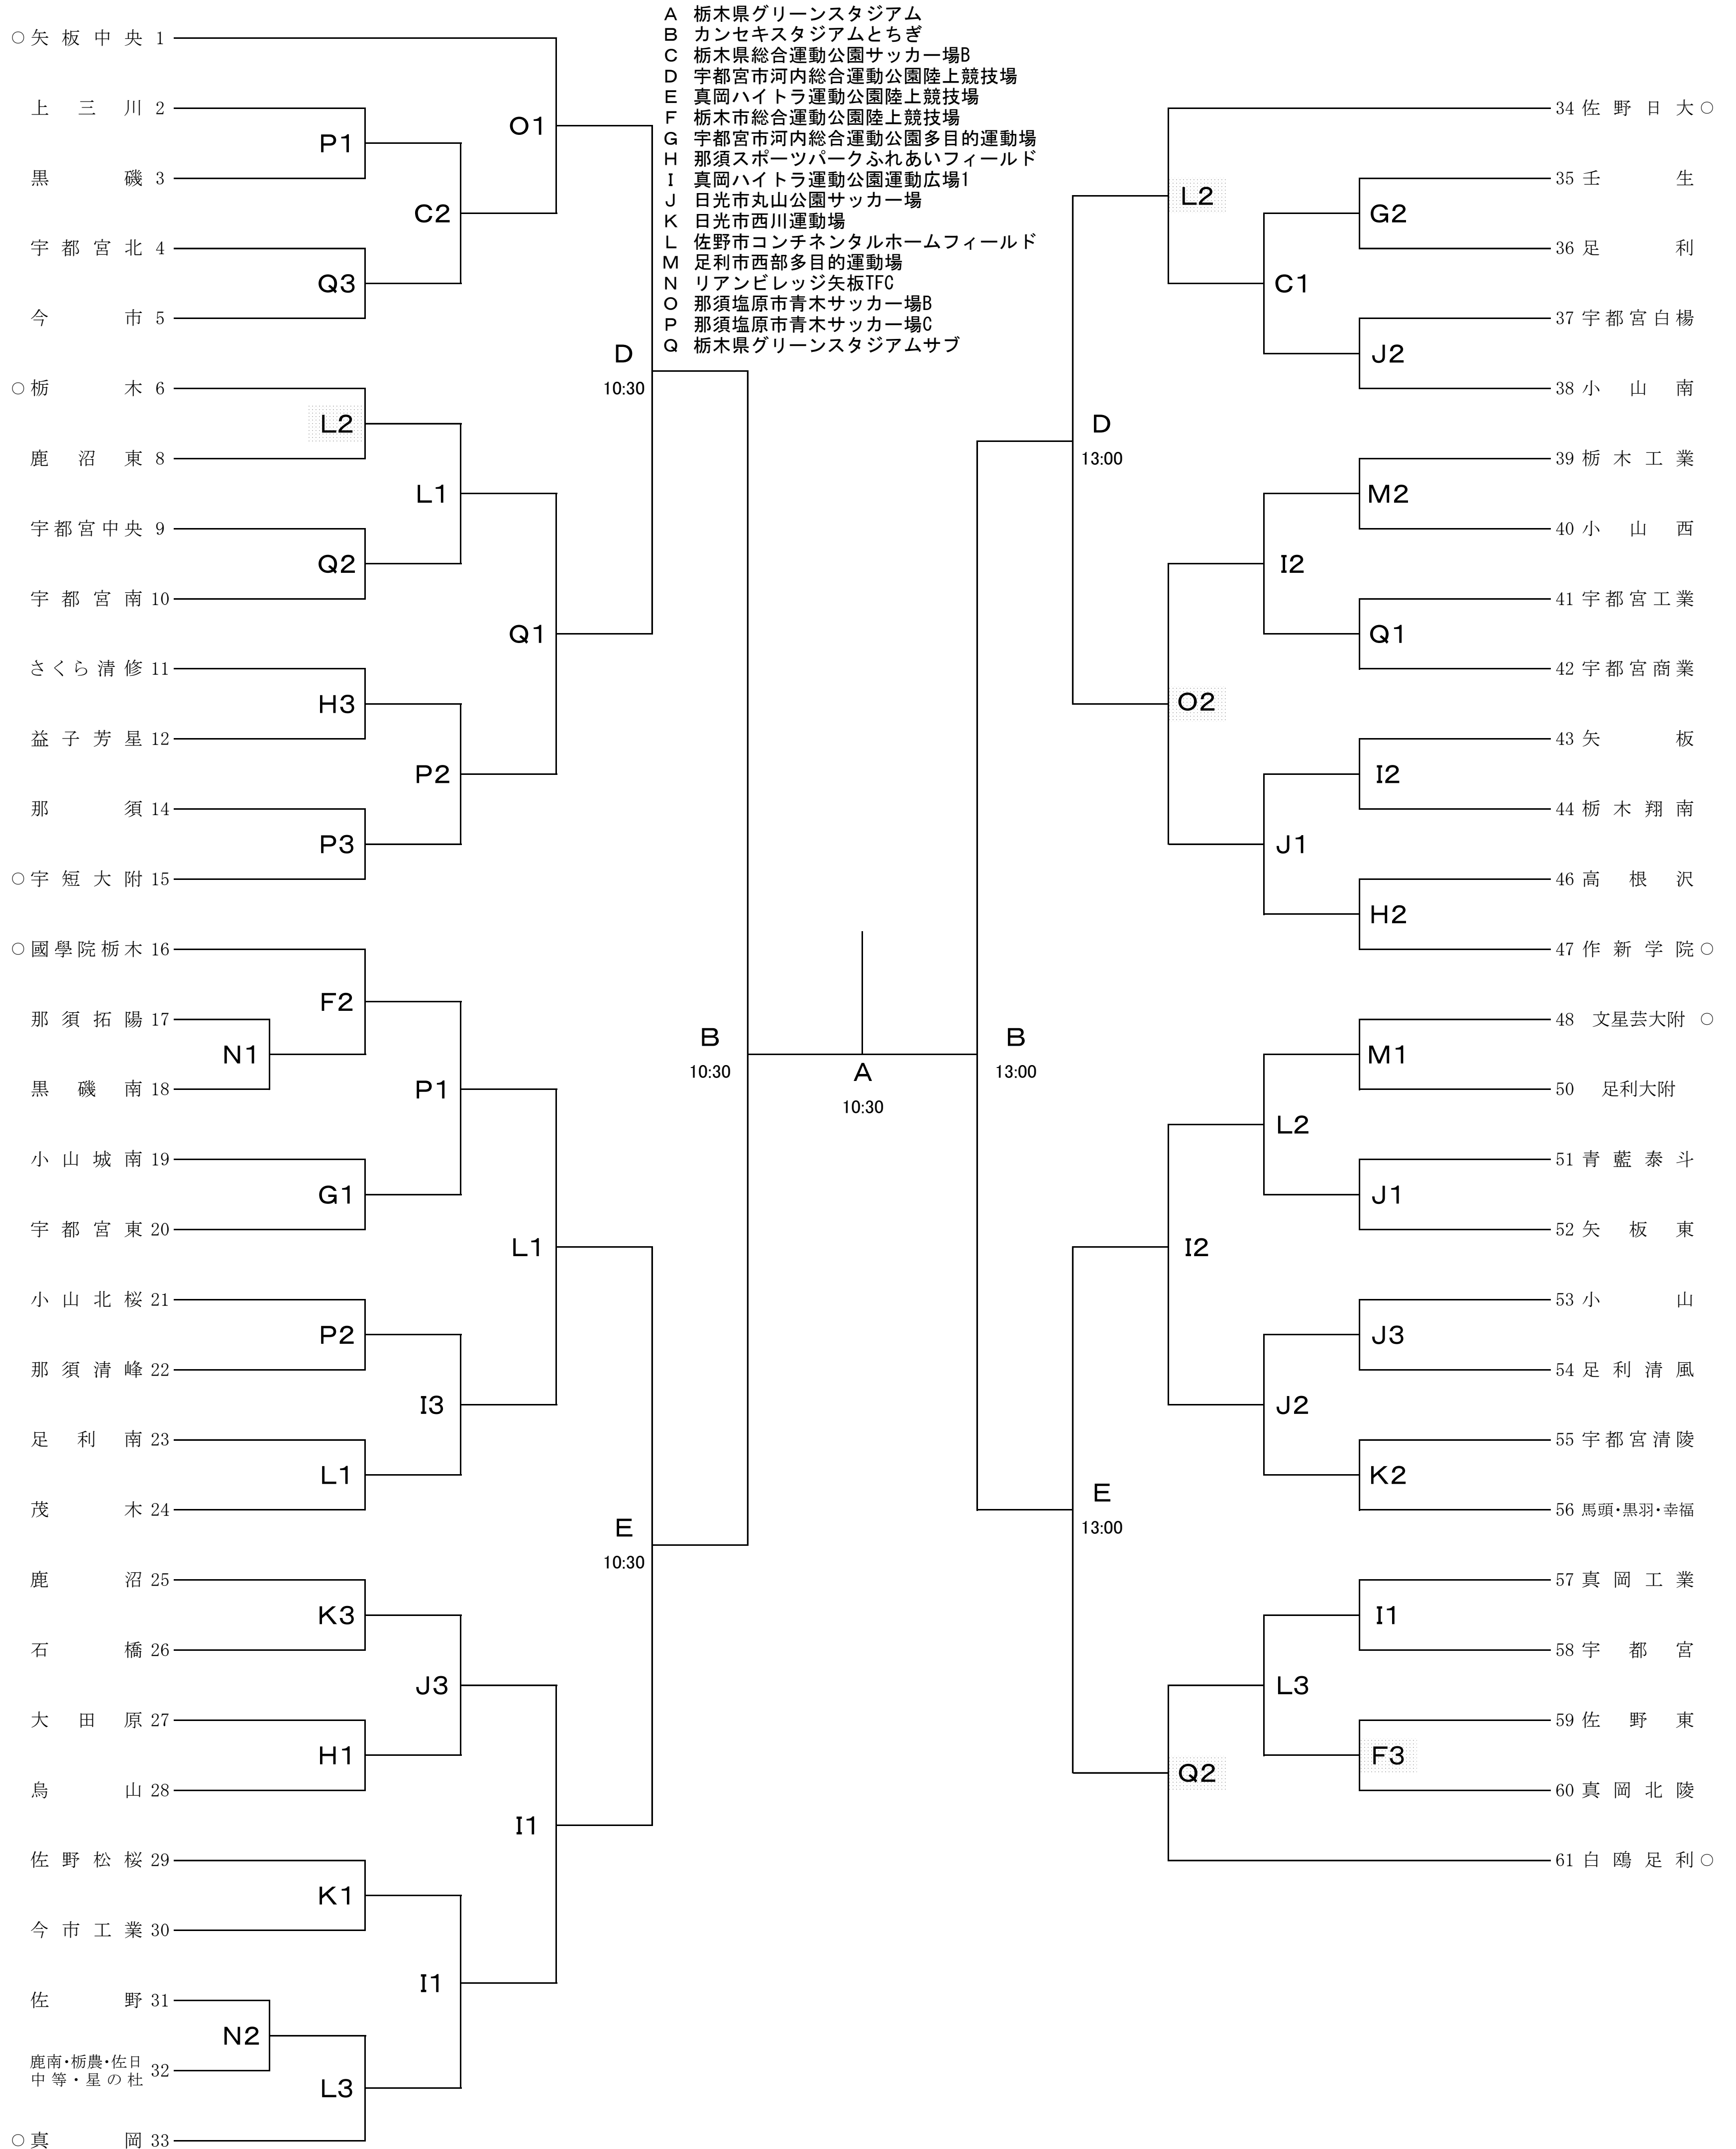 A 栃木県グリーンスタジアム
B カンセキスタジアムとちぎ
C 栃木県総合運動公園サッカー場B
D 宇都宮市河内総合運動公園陸上競技場
E 真岡ハイトラ運動公園陸上競技場
F 栃木市総合運動公園陸上競技場
G 宇都宮市河内総合運動公園多目的運動場
H 那須スポーツパークふれあいフィールド
I 真岡ハイトラ運動公園運動広場1
J 日光市丸山公園サッカー場
K 日光市西川運動場
L 佐野市コンチネンタルホームフィールド
M 足利市西部多目的運動場
N リアンビレッジ矢板TFC
O 那須塩原市青木サッカー場B
P 那須塩原市青木サッカー場C
Q 栃木県グリーンスタジアムサブ
○矢板中央 1
上三川 2
黒磯 3
宇都宮北 4
今市 5
○栃木 6
鹿沼東 8
宇都宮中央 9
宇都宮南 10
さくら清修 11
益子芳星 12
那須 14
○宇短大附 15
○國學院栃木 16
那須拓陽 17
黒磯南 18
小山城南 19
宇都宮東 20
小山北桜 21
那須清峰 22
足利南 23
茂木 24
鹿沼 25
石橋 26
大田原 27
烏山 28
佐野松桜 29
今市工業 30
佐野 31
鹿南・栃農・佐日
中等・星の杜 32
○真岡 33
N1
N2
P1
Q3
L2
Q2
H3
P3
F2
G1
P2
L1
K3
H1
K1
L3
C2
L1
P2
P1
I3
J3
I1
O1
Q1
L1
I1
D
10:30
E
10:30
B
10:30
A
10:30
B
13:00
D
13:00
E
13:00
L2
O2
I2
Q2
C1
I2
J1
L2
J2
L3
G2
J2
M2
Q1
I2
H2
M1
J1
J3
K2
I1
F3
34 佐野日大○
35 壬生
36 足利
37 宇都宮白楊
38 小山南
39 栃木工業
40 小山西
41 宇都宮工業
42 宇都宮商業
43 矢板
44 栃木翔南
46 高根沢
47 作新学院○
48 文星芸大附○
50 足利大附
51 青藍泰斗
52 矢板東
53 小山
54 足利清風
55 宇都宮清陵
56 馬頭・黒羽・幸福
57 真岡工業
58 宇都宮
59 佐野東
60 真岡北陵
61 白鴎足利○